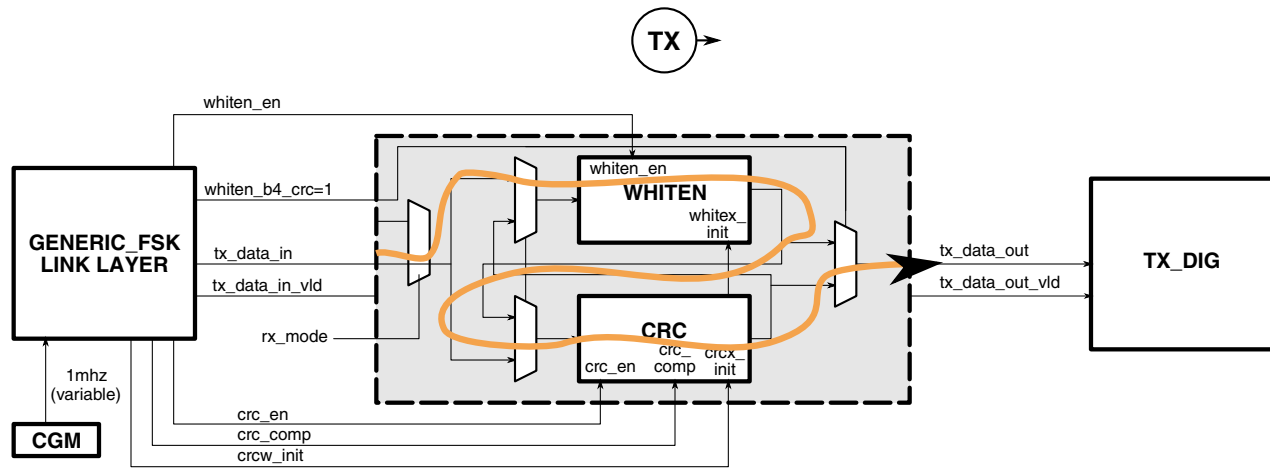 TX
whiten_en
whiten_b4_crc=1
GENERIC_FSK
LINK LAYER
tx_data_in
tx_data_in_vld
rx_mode
1mhz
(variable)
CGM
crc_en
crc_comp
crcw_init
whiten_en
WHITEN
whitex_
init
CRC
crc_en
crc_
comp
crcx_
init
tx_data_out
tx_data_out_vld
TX_DIG